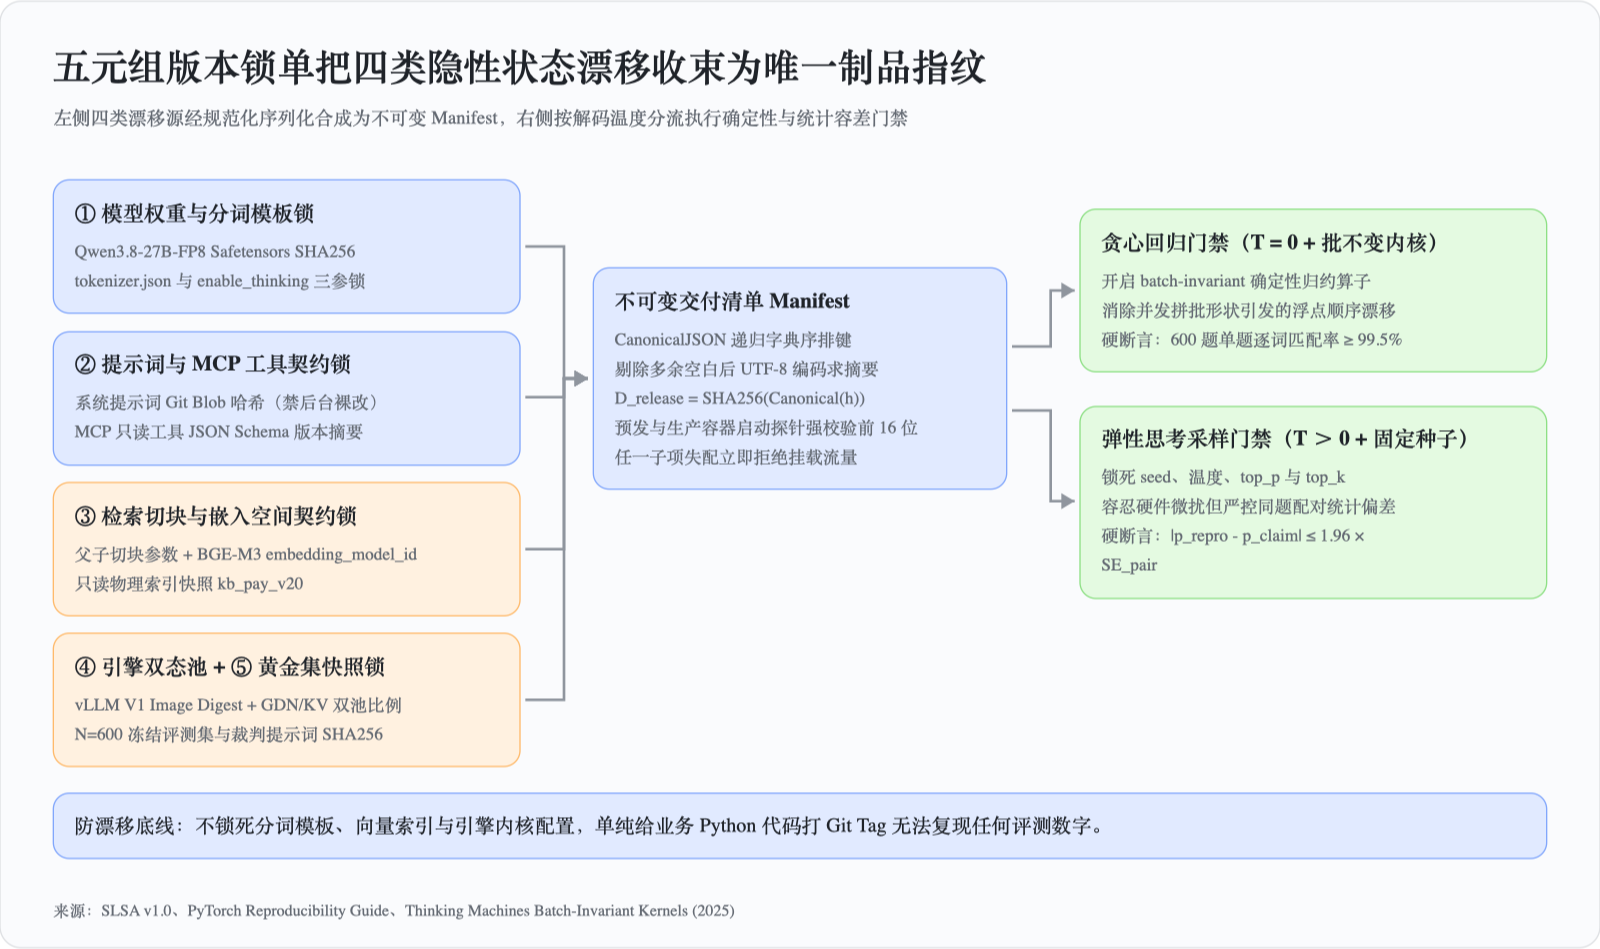 五元组版本锁单把四类隐性状态漂移收束为唯一制品指纹
左侧四类漂移源经规范化序列化合成为不可变 Manifest，右侧按解码温度分流执行确定性与统计容差门禁
① 模型权重与分词模板锁
Qwen3.8-27B-FP8 Safetensors SHA256
tokenizer.json 与 enable_thinking 三参锁
② 提示词与 MCP 工具契约锁
系统提示词 Git Blob 哈希（禁后台裸改）
MCP 只读工具 JSON Schema 版本摘要
③ 检索切块与嵌入空间契约锁
父子切块参数 + BGE-M3 embedding_model_id
只读物理索引快照 kb_pay_v20
④ 引擎双态池 + ⑤ 黄金集快照锁
vLLM V1 Image Digest + GDN/KV 双池比例
N=600 冻结评测集与裁判提示词 SHA256
不可变交付清单 Manifest
CanonicalJSON 递归字典序排键
剔除多余空白后 UTF-8 编码求摘要
D_release = SHA256(Canonical(h))
预发与生产容器启动探针强校验前 16 位
任一子项失配立即拒绝挂载流量
贪心回归门禁（T = 0 + 批不变内核）
开启 batch-invariant 确定性归约算子
消除并发拼批形状引发的浮点顺序漂移
硬断言：600 题单题逐词匹配率 ≥ 99.5%
弹性思考采样门禁（T > 0 + 固定种子）
锁死 seed、温度、top_p 与 top_k
容忍硬件微扰但严控同题配对统计偏差
硬断言：|p_repro - p_claim| ≤ 1.96 ×
SE_pair
防漂移底线：不锁死分词模板、向量索引与引擎内核配置，单纯给业务 Python 代码打 Git Tag 无法复现任何评测数字。
来源：SLSA v1.0、PyTorch Reproducibility Guide、Thinking Machines Batch-Invariant Kernels (2025)